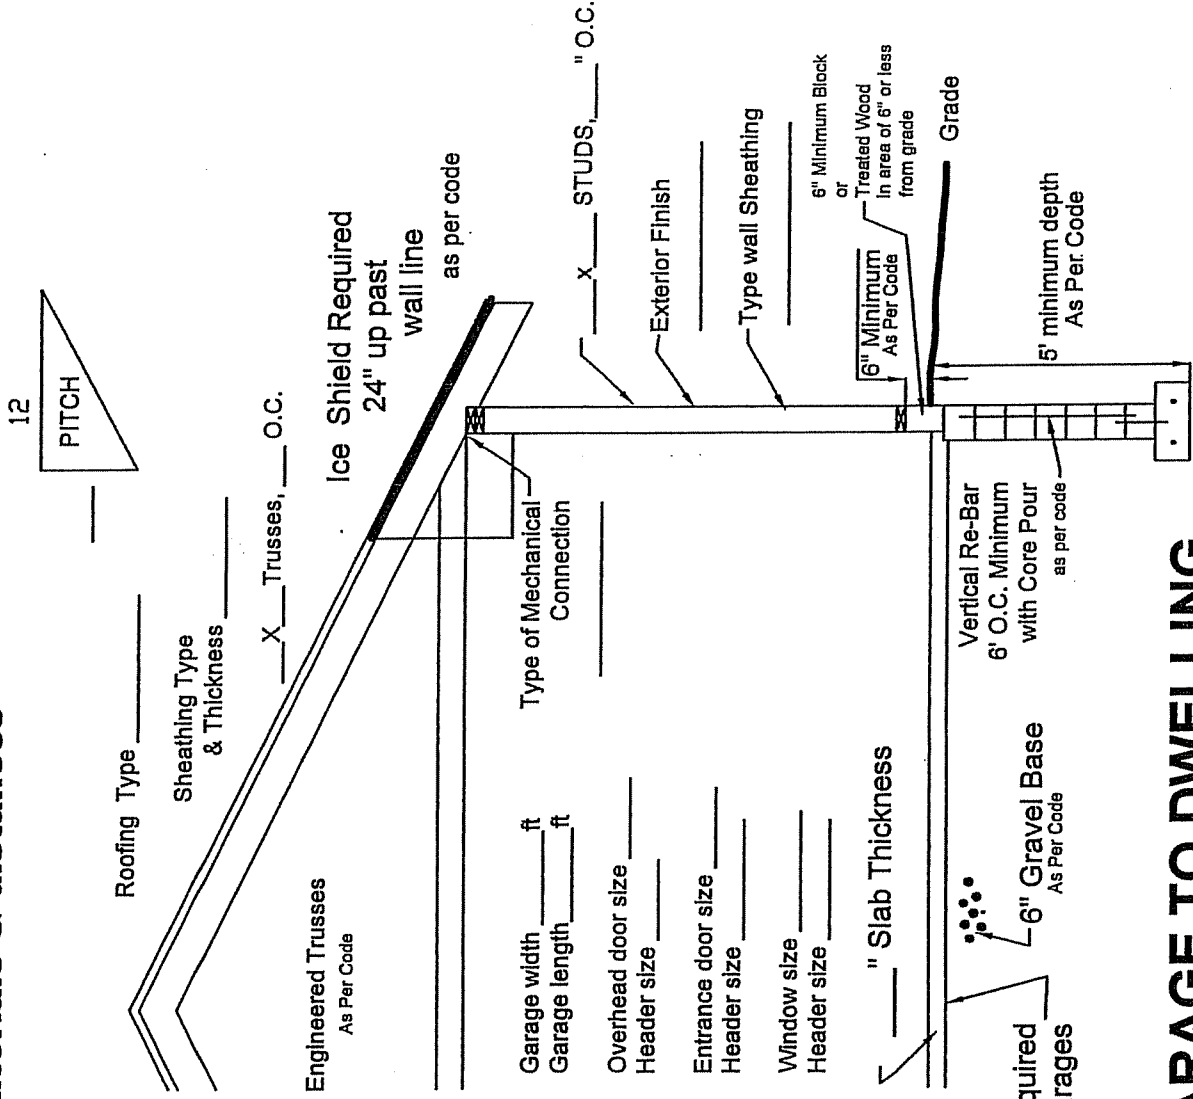 12
PITCH
Roofing Type
Sheathing Type
& Thickness
X Trusses, O.C.
Ice Shield Required
24" up past
wall line
as per code
Engineered Trusses
As Per Code
x STUDS, " O.C.
Exterior Finish
Type wall Sheathing
6" Minimum Block
or
Treated Wood
In area of 6" or less
from grade
6" Minimum
As Per Code
Grade
5' minimum depth
As Per Code
Type of Mechanical
Connection
Garage width ft
Garage length ft
Overhead door size
Header size
Entrance door size
Header size
Window size
Header size
" Slab Thickness
Vertical Re-Bar
6' O.C. Minimum
with Core Pour
as per code
6" Gravel Base
As Per Code
quired
rages
ARAGE TO DWELLING